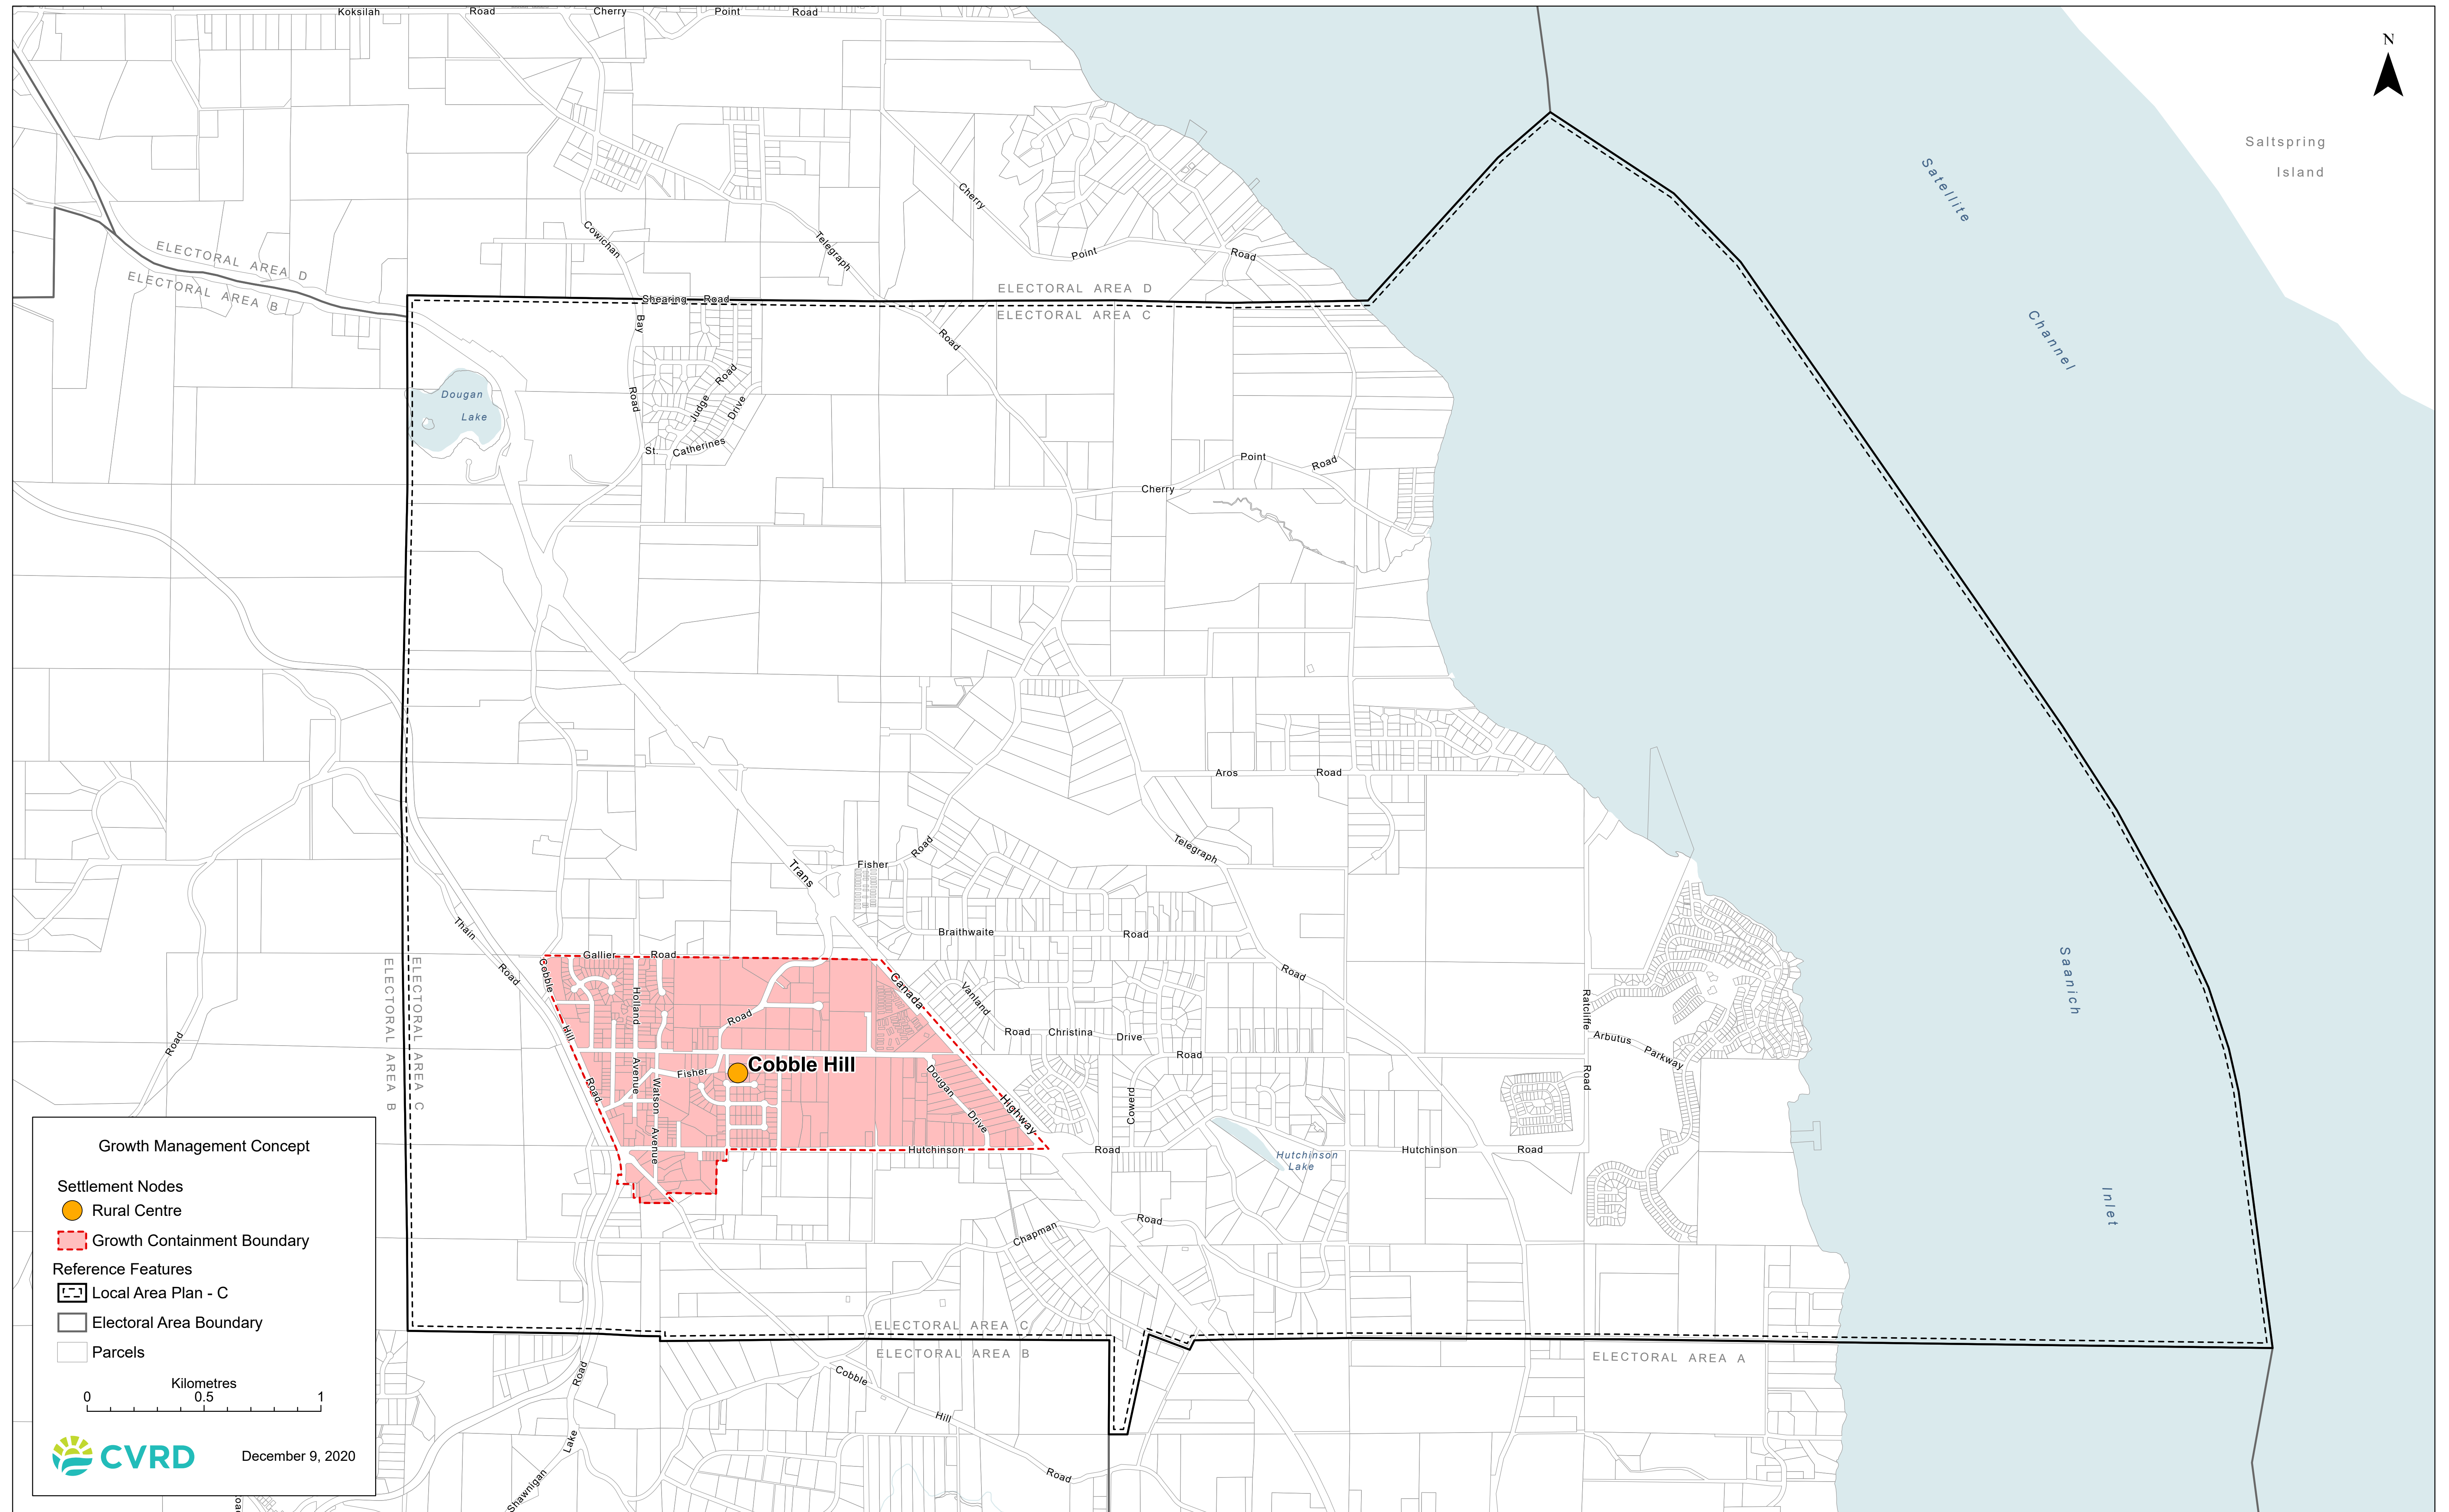 Koksilah Road Cherry Point Road
N
Saltspring
Island
Satellite
Channel
Cherry
Point
Road
Cowichan
Telegraph
ELECTORAL AREA D
ELECTORAL AREA B
Shearing Road
ELECTORAL AREA D
ELECTORAL AREA C
Bay
Road
Road
Dougan
Lake
Judge Road
Drive
St. Catherines
Cherry Point Road
Aros Road
Telegraph
Fisher Road
Trans
Thain
Road
Braithwaite Road
Gallier Road
Cobble
Hill
Road
Holland
Avenue
Watson
Avenue
Road
Fisher
Cobble Hill
Canada
Highway
Vanland
Road
Christina Drive
Road
Road
Cowerd
Dougan
Drive
Hutchinson Road
Hutchinson
Lake
Hutchinson Road
Ratcliffe
Road
Arbutus
Parkway
Saanich
Inlet
ELECTORAL AREA B
ELECTORAL AREA C
Road
Chapman
Road
ELECTORAL AREA C
ELECTORAL AREA B
ELECTORAL AREA A
Cobble
Hill
Road
Road
Lake
Shawnigan
Growth Management Concept
Settlement Nodes
Rural Centre
Growth Containment Boundary
Reference Features
Local Area Plan - C
Electoral Area Boundary
Parcels
Kilometres
0 0.5 1
CVRD
December 9, 2020